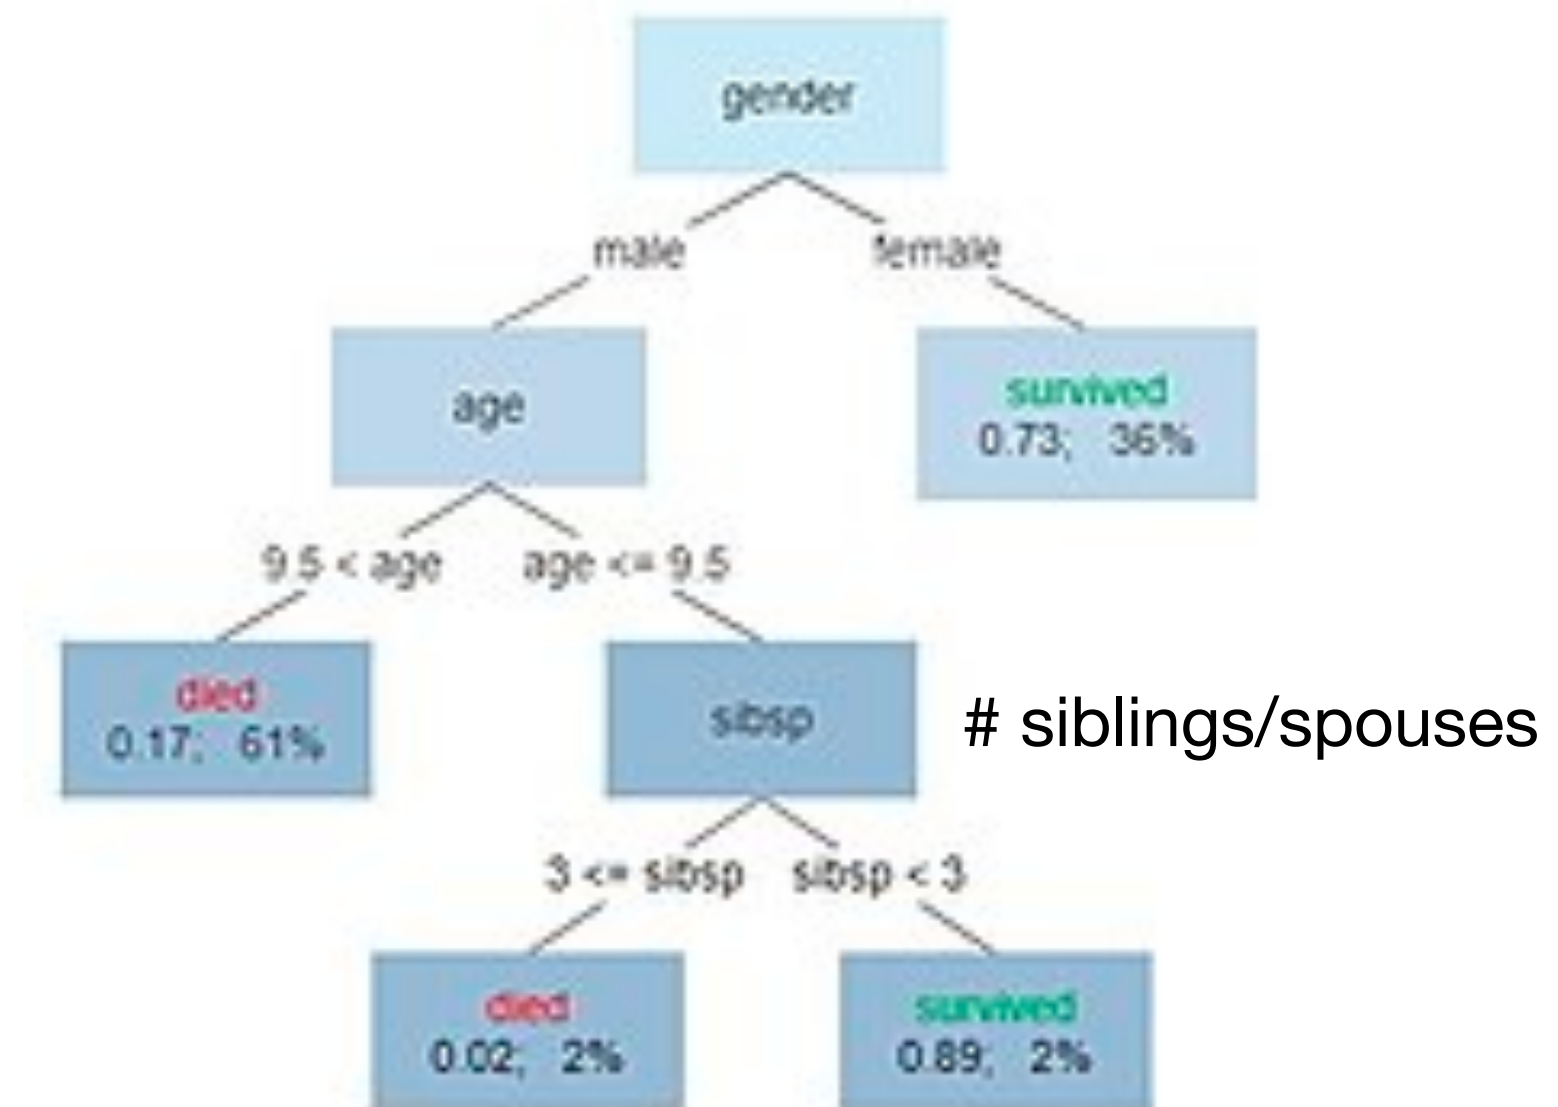 gender
male female
age
survived
0.73; 36%
9.5 < age age <= 9.5
died
0.17; 61%
sibsp
# siblings/spouses
3 <= sibsp sibsp < 3
died
0.02; 2%
survived
0.89; 2%